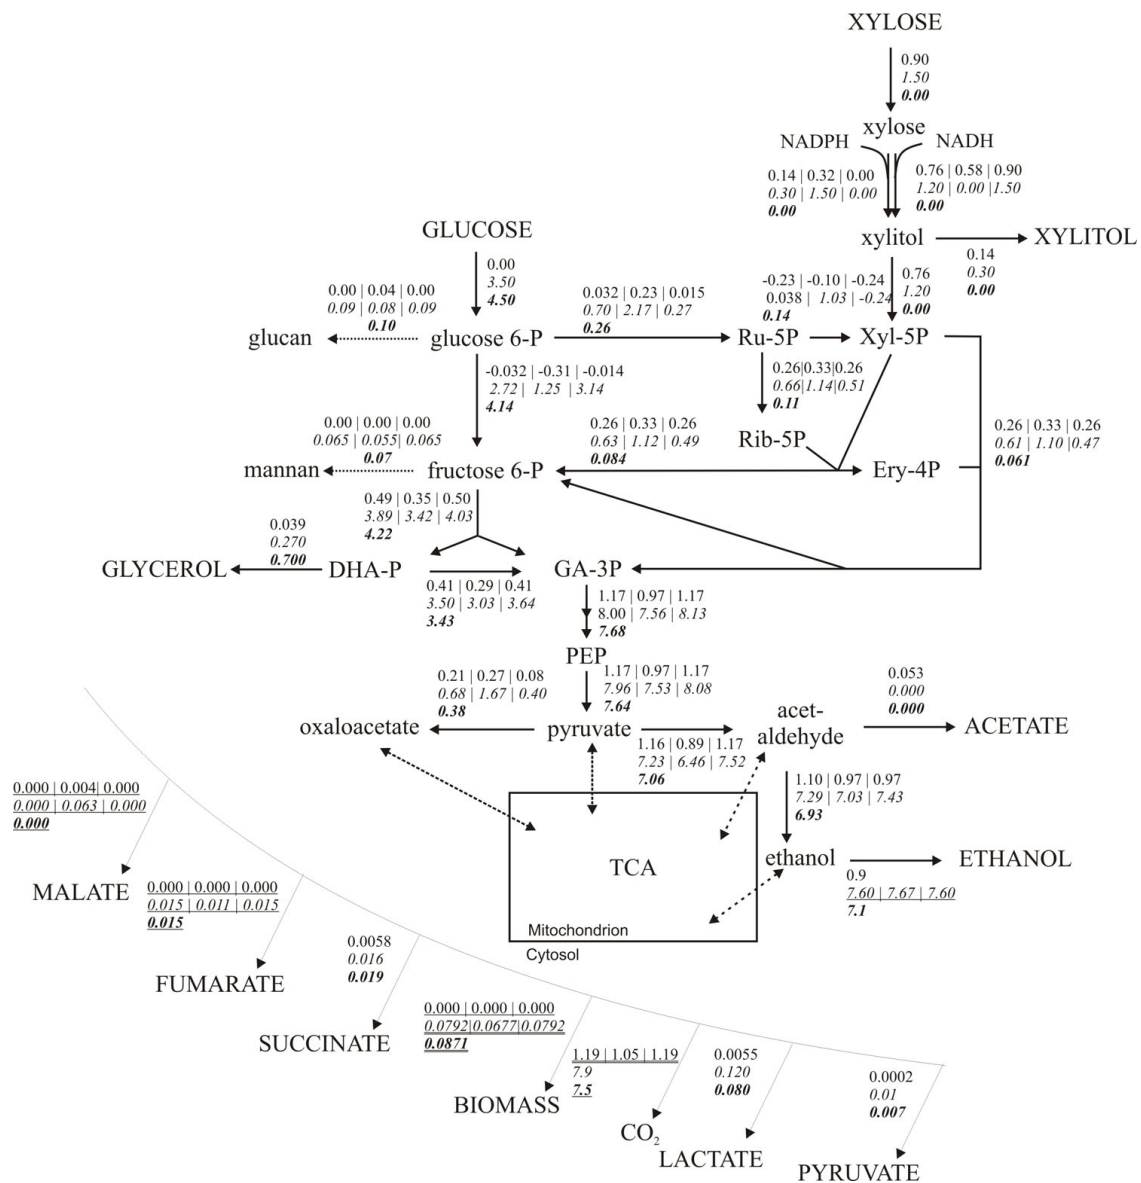 XYLOSE
0.90
1.50
0.00
xylose
NADPH
NADH
0.14 | 0.32 | 0.00
0.30 | 1.50 | 0.00
0.00
0.76 | 0.58 | 0.90
1.20 | 0.00 |1.50
0.00
xylitol
XYLITOL
0.14
0.30
0.00
GLUCOSE
0.00
3.50
4.50
0.76
1.20
0.00
-0.23 | -0.10 | -0.24
0.038 | 1.03 | -0.24
0.14
0.00 | 0.04 | 0.00
0.09 | 0.08 | 0.09
0.10
0.032 | 0.23 | 0.015
0.70 | 2.17 | 0.27
0.26
glucan
glucose 6-P
Ru-5P
Xyl-5P
-0.032 | -0.31 | -0.014
2.72 | 1.25 | 3.14
4.14
0.26|0.33|0.26
0.66|1.14|0.51
0.11
0.00 | 0.00 | 0.00
0.065 | 0.055| 0.065
0.07
0.26 | 0.33 | 0.26
0.63 | 1.12 | 0.49
0.084
Rib-5P
0.26 | 0.33 | 0.26
0.61 | 1.10 |0.47
0.061
mannan
fructose 6-P
Ery-4P
0.49 | 0.35 | 0.50
3.89 | 3.42 | 4.03
4.22
0.039
0.270
0.700
GLYCEROL
DHA-P
GA-3P
0.41 | 0.29 | 0.41
3.50 | 3.03 | 3.64
3.43
1.17 | 0.97 | 1.17
8.00 | 7.56 | 8.13
7.68
PEP
0.21 | 0.27 | 0.08
0.68 | 1.67 | 0.40
0.38
1.17 | 0.97 | 1.17
7.96 | 7.53 | 8.08
7.64
0.053
0.000
0.000
oxaloacetate
pyruvate
acet-
aldehyde
ACETATE
1.16 | 0.89 | 1.17
7.23 | 6.46 | 7.52
7.06
1.10 | 0.97 | 0.97
7.29 | 7.03 | 7.43
6.93
0.000 | 0.004| 0.000
0.000 | 0.063 | 0.000
0.000
TCA
ethanol
ETHANOL
0.9
7.60 | 7.67 | 7.60
7.1
MALATE
0.000 | 0.000 | 0.000
0.015 | 0.011 | 0.015
0.015
Mitochondrion
Cytosol
0.0058
0.016
0.019
FUMARATE
0.000 | 0.000 | 0.000
0.0792|0.0677|0.0792
0.0871
SUCCINATE
1.19 | 1.05 | 1.19
7.9
7.5
0.0055
0.120
0.080
0.0002
0.01
0.007
BIOMASS
CO2
LACTATE
PYRUVATE